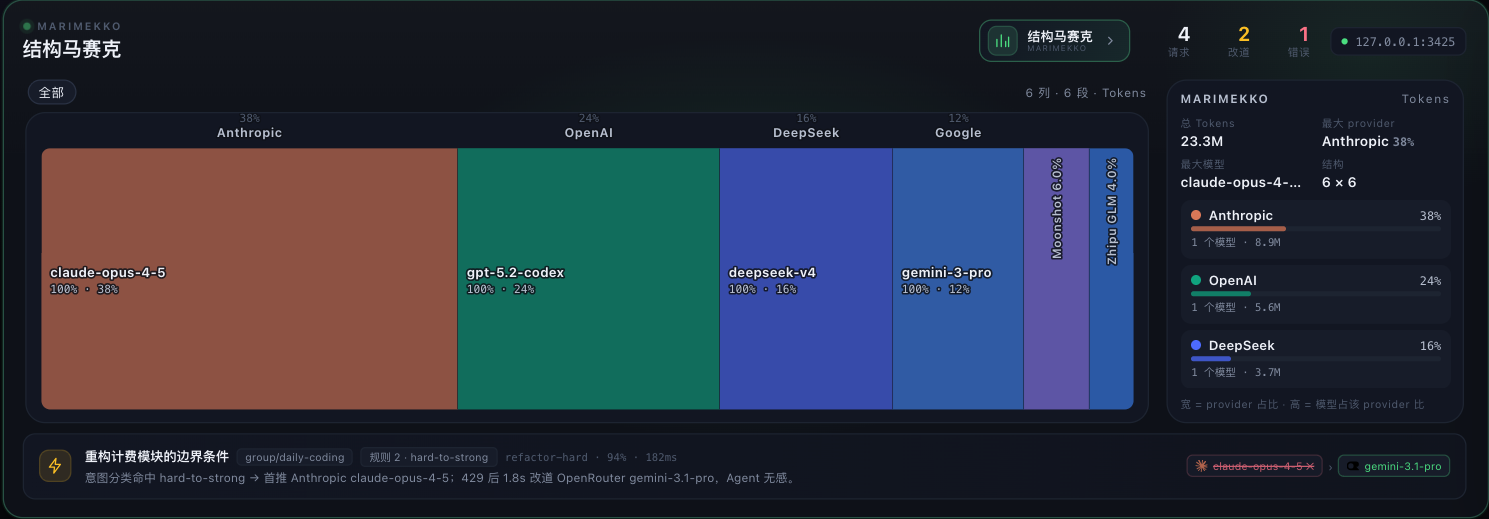 MARIMEKKO
结构马赛克
结构马赛克
MARIMEKKO
4
请求
2
改道
1
错误
127.0.0.1:3425
全部
6 列 · 6 段 · Tokens
38%
Anthropic
24%
OpenAI
16%
DeepSeek
12%
Google
claude-opus-4-5
100% · 38%
gpt-5.2-codex
100% · 24%
deepseek-v4
100% · 16%
gemini-3-pro
100% · 12%
Moonshot 6.0%
Zhipu GLM 4.0%
MARIMEKKO
Tokens
总 Tokens
23.3M
最大 provider
Anthropic 38%
最大模型
claude-opus-4-...
结构
6 × 6
Anthropic
38%
1 个模型 · 8.9M
OpenAI
24%
1 个模型 · 5.6M
DeepSeek
16%
1 个模型 · 3.7M
宽 = provider 占比 · 高 = 模型占该 provider 比
重构计费模块的边界条件 group/daily-coding 规则 2 · hard-to-strong refactor-hard · 94% · 182ms
意图分类命中 hard-to-strong → 首推 Anthropic claude-opus-4-5；429 后 1.8s 改道 OpenRouter gemini-3.1-pro，Agent 无感。
claude-opus-4-5 ✕ › gemini-3.1-pro